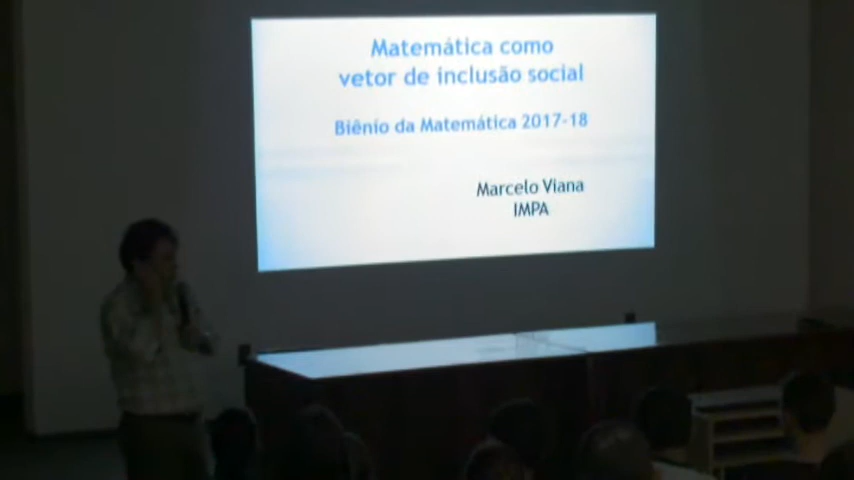 Matemática como
vetor de inclusão social
Biênio da Matemática 2017-18
Marcelo Viana
IMPA